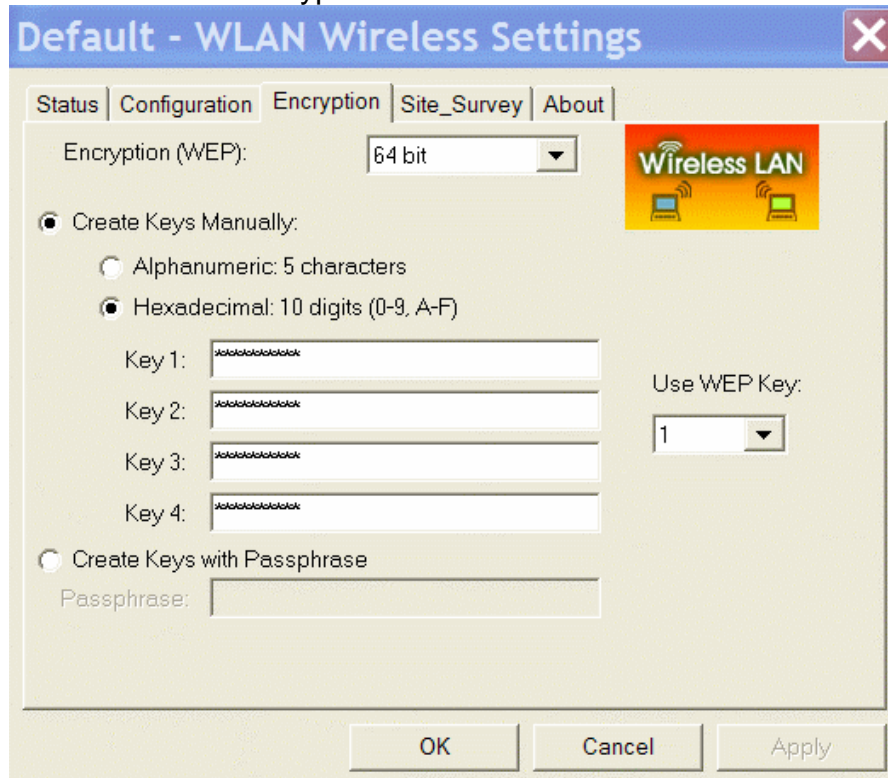 Default - WLAN Wireless Settings
Status Configuration Encryption Site_Survey About
Encryption (WEP): 64 bit
Wireless LAN
Create Keys Manually:
Alphanumeric: 5 characters
Hexadecimal: 10 digits (0-9, A-F)
Key 1: **********
Use WEP Key:
Key 2: **********
1
Key 3: **********
Key 4: **********
Create Keys with Passphrase
Passphrase:
OK Cancel Apply